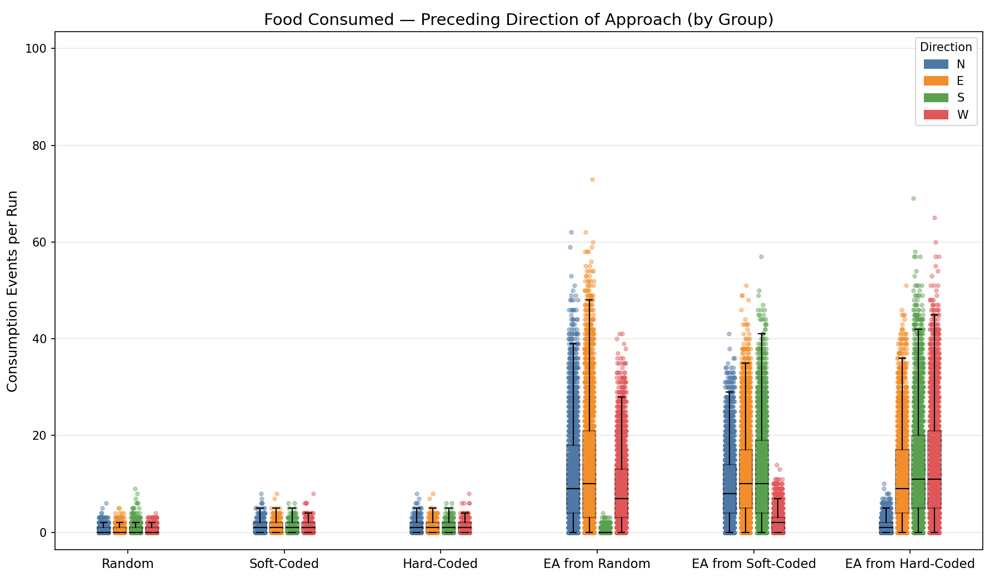 Food Consumed — Preceding Direction of Approach (by Group)
Direction
N
E
S
W
Consumption Events per Run
100
80
60
40
20
0
Random
Soft-Coded
Hard-Coded
EA from Random
EA from Soft-Coded
EA from Hard-Coded